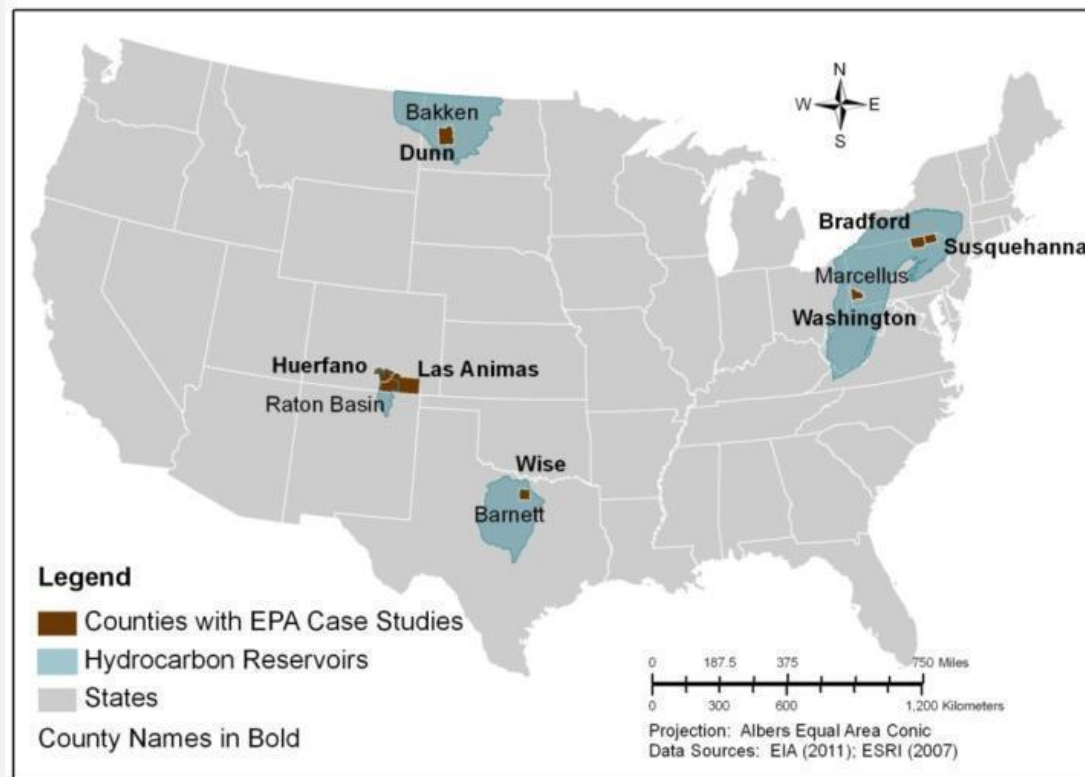 N
W E
S
Bakken
Dunn
Bradford
Susquehanna
Marcellus
Washington
Huerfano
Las Animas
Raton Basin
Wise
Barnett
Legend
Counties with EPA Case Studies
Hydrocarbon Reservoirs
States
County Names in Bold
0 187.5 375 750 Miles
0 300 600 1,200 Kilometers
Projection: Albers Equal Area Conic
Data Sources: EIA (2011); ESRI (2007)